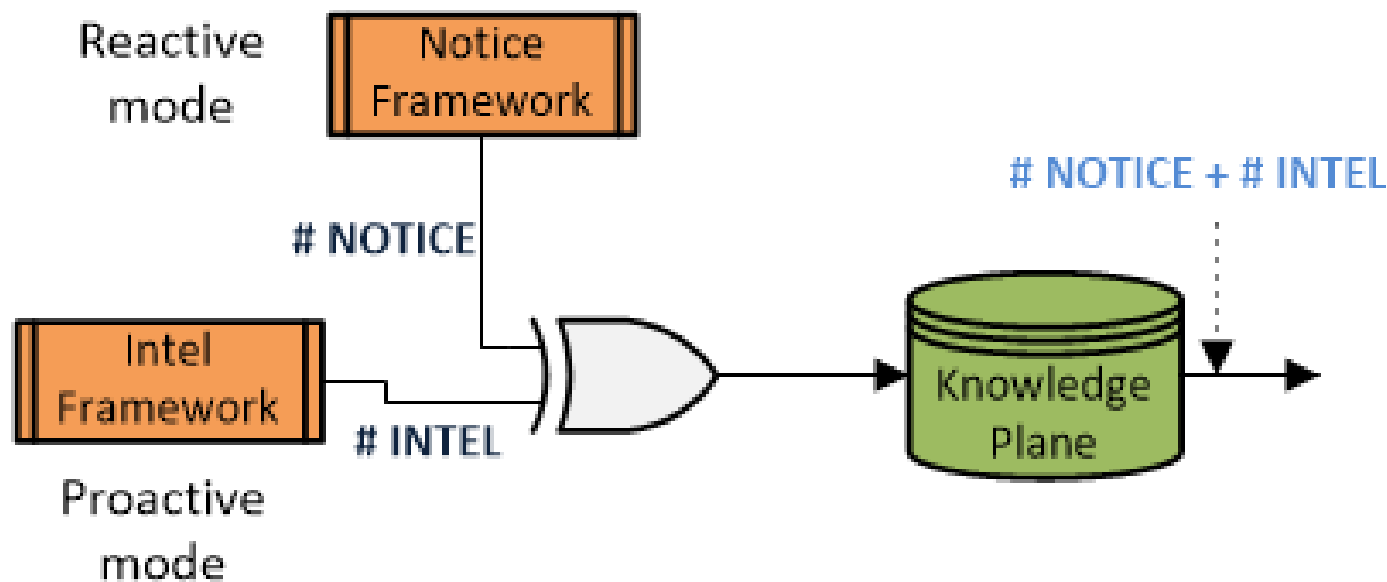 Reactive
mode
Notice
Framework
# NOTICE + # INTEL
# NOTICE
Intel
Framework
# INTEL
Knowledge
Plane
Proactive
mode